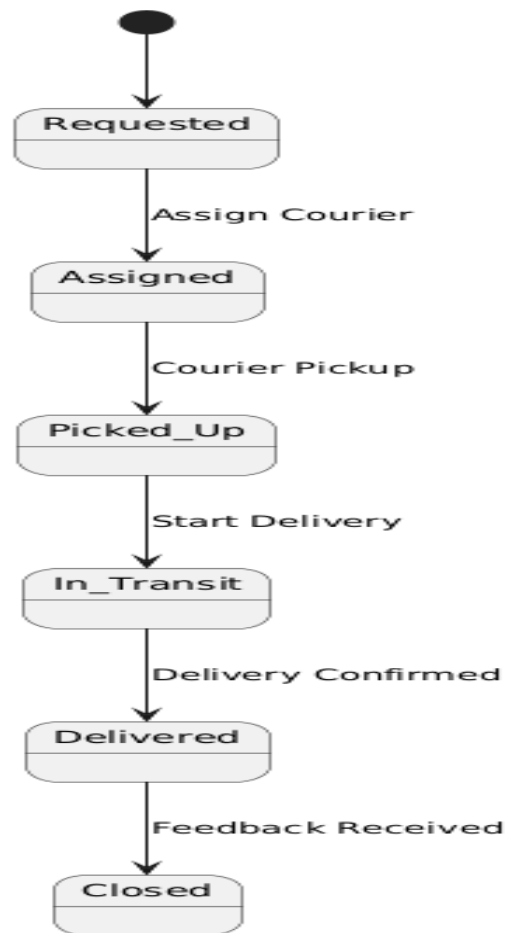 Requested
Assign Courier
Assigned
Courier Pickup
Picked_Up
Start Delivery
In_Transit
Delivery Confirmed
Delivered
Feedback Received
Closed